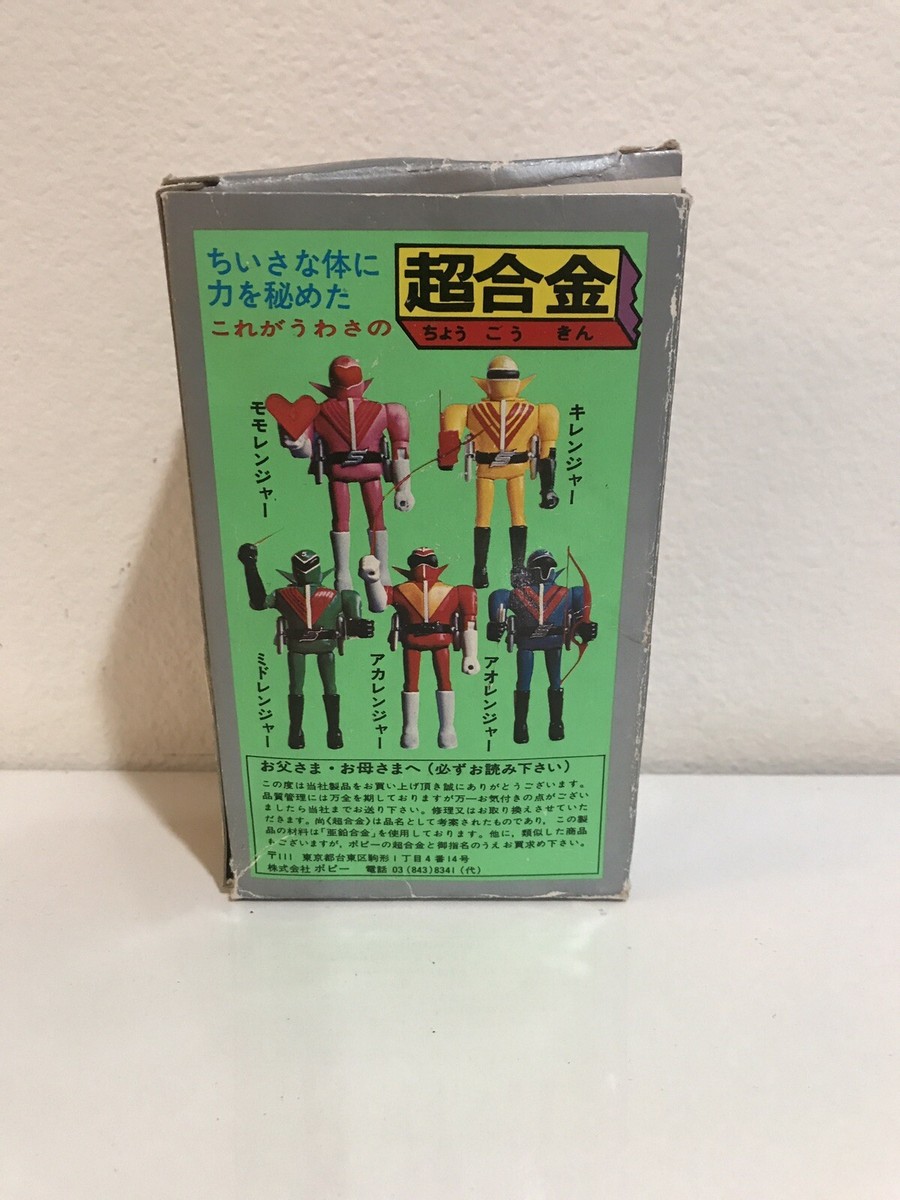 ちいさな体に
力を秘めた
これがうわさの
超合金
ちょう ごう きん
モモレンジャー
キレンジャー
ミドレンジャー
アカレンジャー
アオレンジャー
お父さま・お母さまへ(必ずお読み下さい)
この度は当社製品をお買い上げ頂き誠にありがとうございます。
品質管理には万全を期しておりますが万一お気付きの点がござい
ましたら当社までお送り下さい。修理又はお取り換えさせていた
だきます。尚〈超合金〉は品名として考案されたものであり。この製
品の材料は「亜鉛合金」を使用しております。他に、類似した商品
もございますが、ポピーの超合金と御指名のうえお買求め下さい。
〒111 東京都台東区駒形1丁目4番14号
株式会社 ポピー 電話 03(843)8341(代)